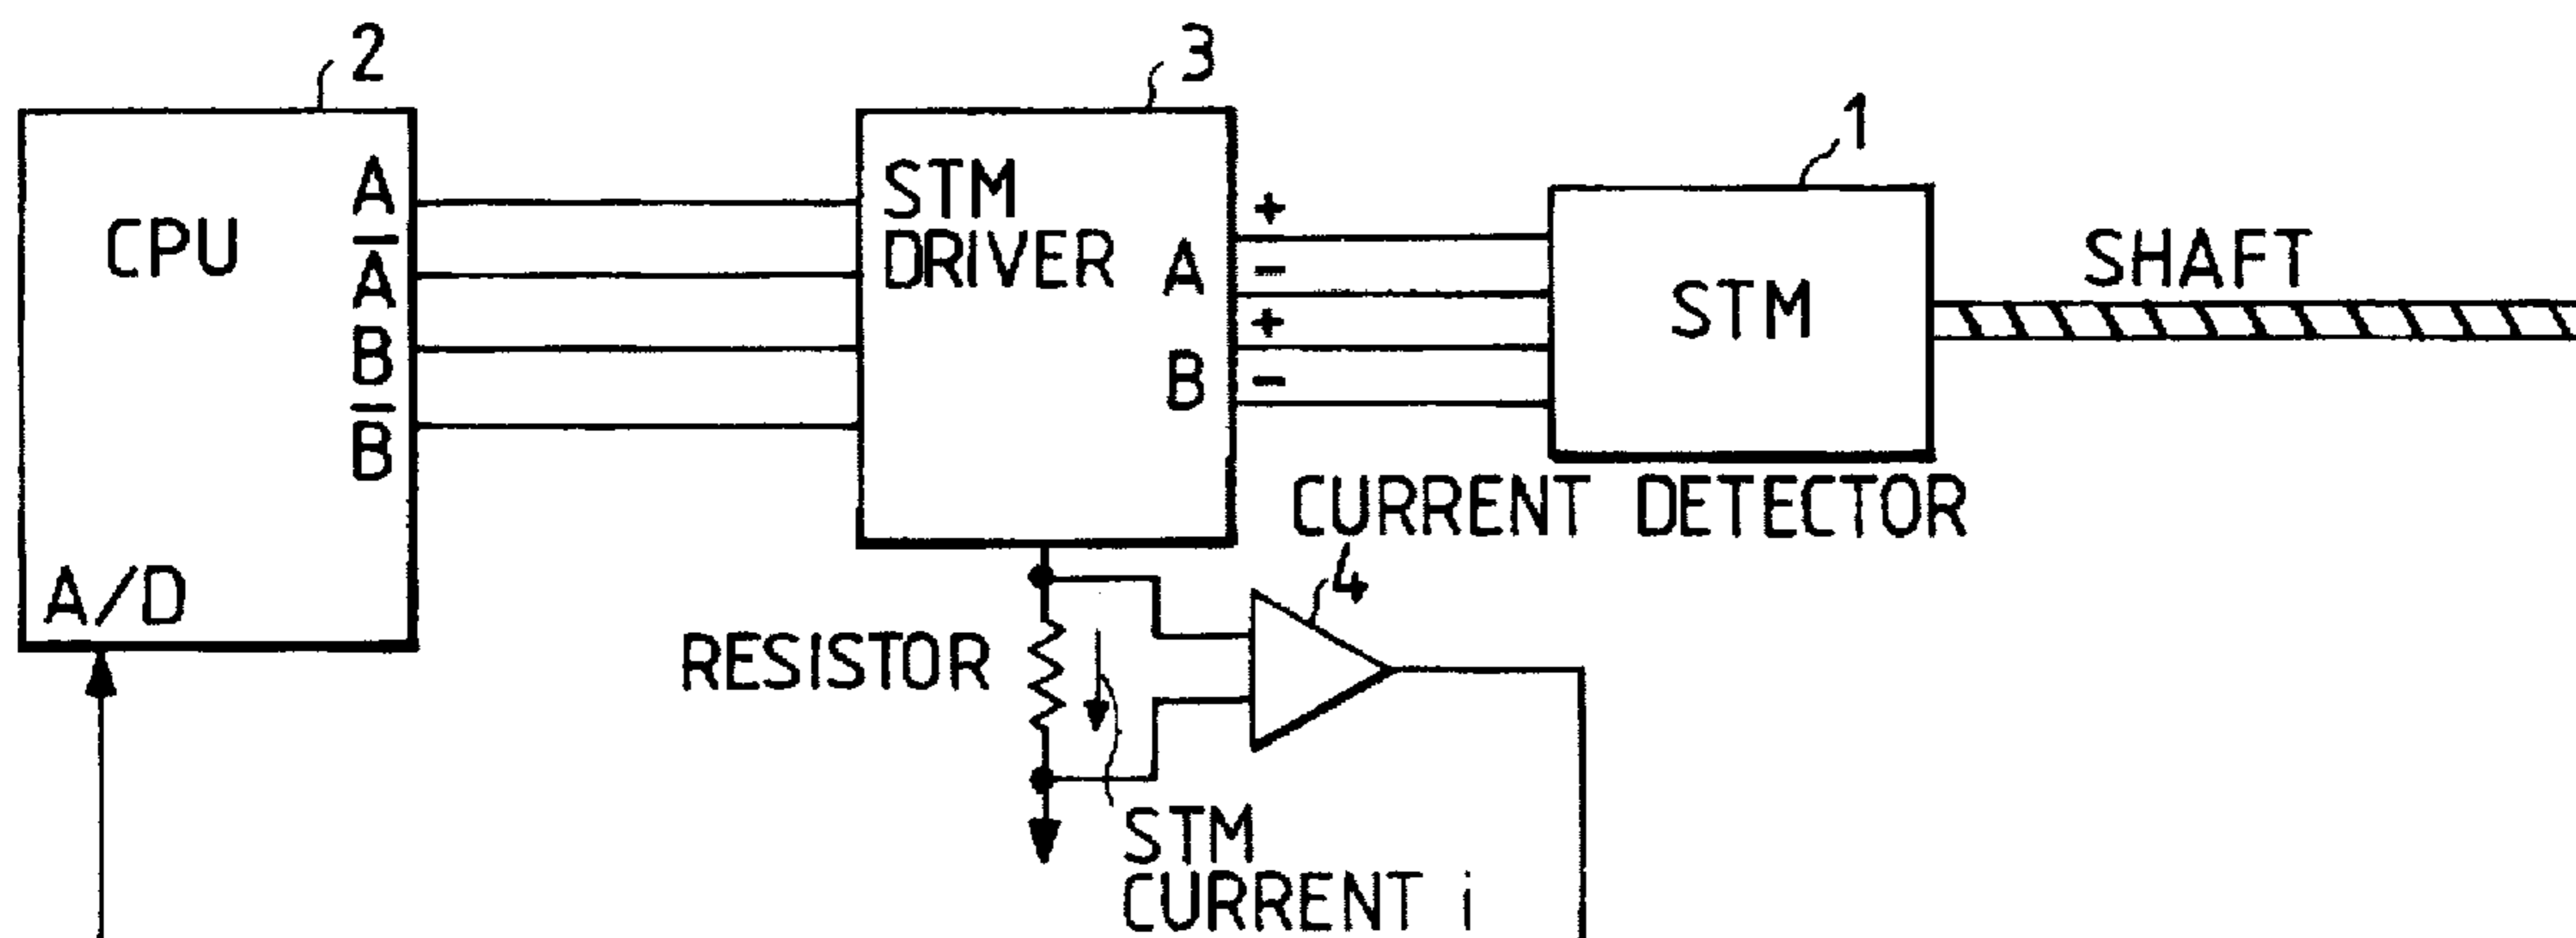 2
3
1
CPU
A
A̅
B
B̅
A/D
STM
DRIVER
A
B
+
-
+
-
STM
SHAFT
CURRENT DETECTOR
4
RESISTOR
STM
CURRENT i